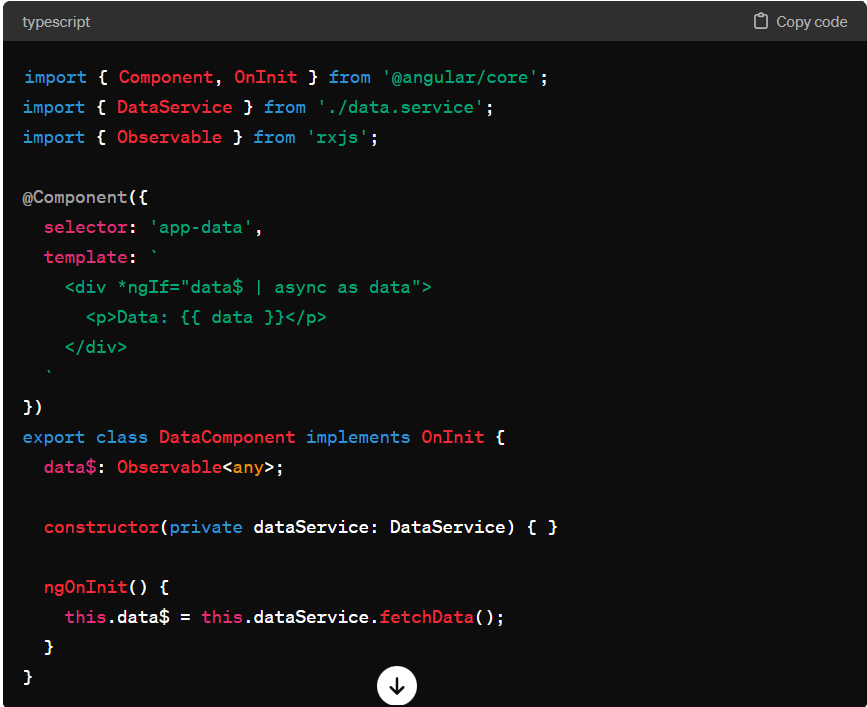 typescript
Copy code
import { Component, OnInit } from '@angular/core';
import { DataService } from './data.service';
import { Observable } from 'rxjs';
@Component({
  selector: 'app-data',
  template: `
    <div *ngIf="data$ | async as data">
      <p>Data: {{ data }}</p>
    </div>
  `
})
export class DataComponent implements OnInit {
  data$: Observable<any>;
  constructor(private dataService: DataService) { }
  ngOnInit() {
    this.data$ = this.dataService.fetchData();
  }
}